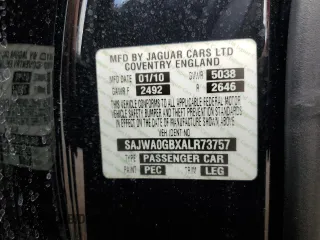 MFD BY JAGUAR CARS LTD
COVENTRY ENGLAND
MFD DATE 01/10 GVWR 5038
GAWR F 2492 R 2646
THIS VEHICLE CONFORMS TO ALL APPLICABLE FEDERAL MOTOR
VEHICLE SAFETY BUMPER AND THEFT PREVENTION STANDARDS
IN EFFECT ON THE DATE OF MANUFACTURE SHOWN ABOVE
VEH IDENT NO
SAJWA0GBXALR73757
TYPE PASSENGER CAR
PAINT PEC TRIM LEG